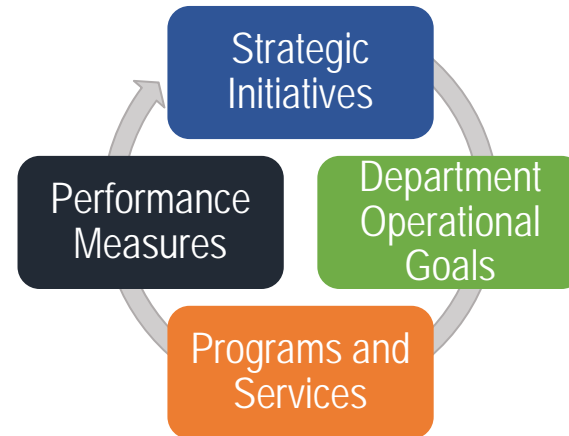 Strategic
Initiatives
Department
Operational
Goals
Programs and
Services
Performance
Measures